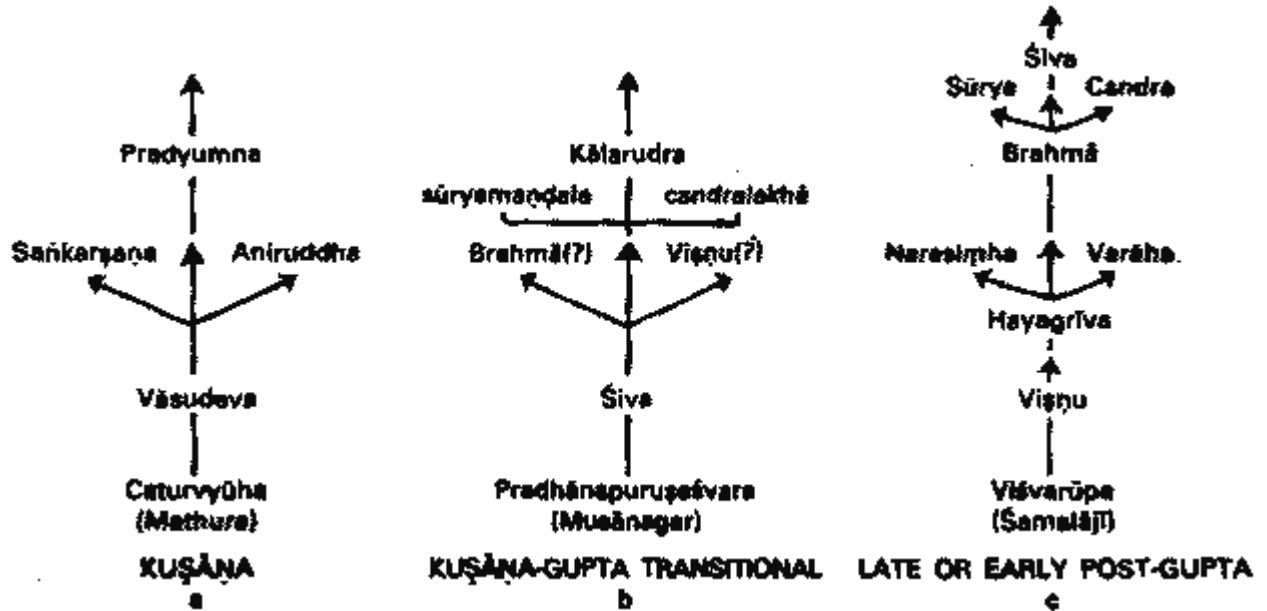 Pradyumna
Saṅkarṣaṇa Aniruddha
Vāsudeva
Caturvyūha
(Mathura)
KUṢĀṆA
a
Kālarudra
sūryamaṇḍala candralekhā
Brahmā(?) Viṣṇu(?)
Śiva
Pradhānapuruṣeśvara
(Musānagar)
KUṢĀṆA-GUPTA TRANSITIONAL
b
Śiva
Sūrya Candra
Brahmā
Narasiṃha Varāha
Hayagrīva
Viṣṇu
Viśvarūpa
(Śamalājī)
LATE OR EARLY POST-GUPTA
c